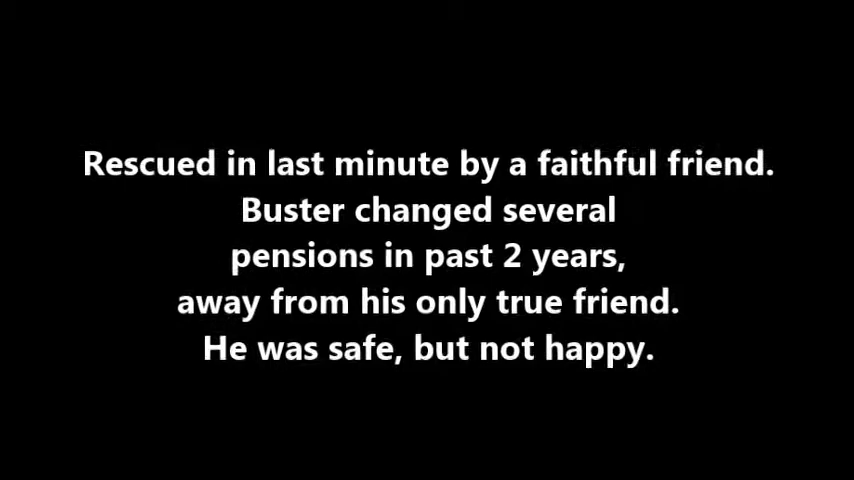 Rescued in last minute by a faithful friend.
Buster changed several
pensions in past 2 years,
away from his only true friend.
He was safe, but not happy.